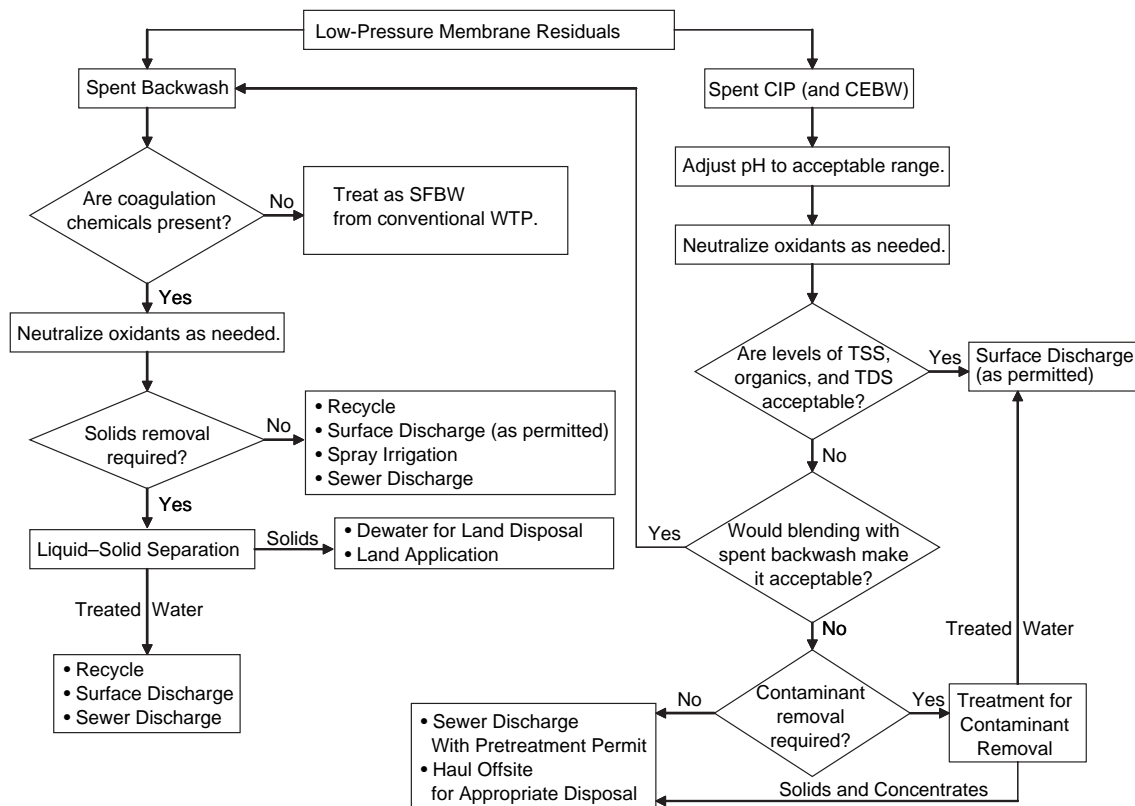 Low-Pressure Membrane Residuals
Spent Backwash
Spent CIP (and CEBW)
Are coagulation
chemicals present?
No
Treat as SFBW
from conventional WTP.
Adjust pH to acceptable range.
Yes
Neutralize oxidants as needed.
Neutralize oxidants as needed.
Solids removal
required?
No
• Recycle
• Surface Discharge (as permitted)
• Spray Irrigation
• Sewer Discharge
Are levels of TSS,
organics, and TDS
acceptable?
Yes
Surface Discharge
(as permitted)
Yes
No
Liquid–Solid Separation
Solids
• Dewater for Land Disposal
• Land Application
Yes
Would blending with
spent backwash make
it acceptable?
Treated Water
• Recycle
• Surface Discharge
• Sewer Discharge
No
Treated Water
Contaminant
removal
required?
No
Yes
Treatment for
Contaminant
Removal
• Sewer Discharge
With Pretreatment Permit
• Haul Offsite
for Appropriate Disposal
Solids and Concentrates